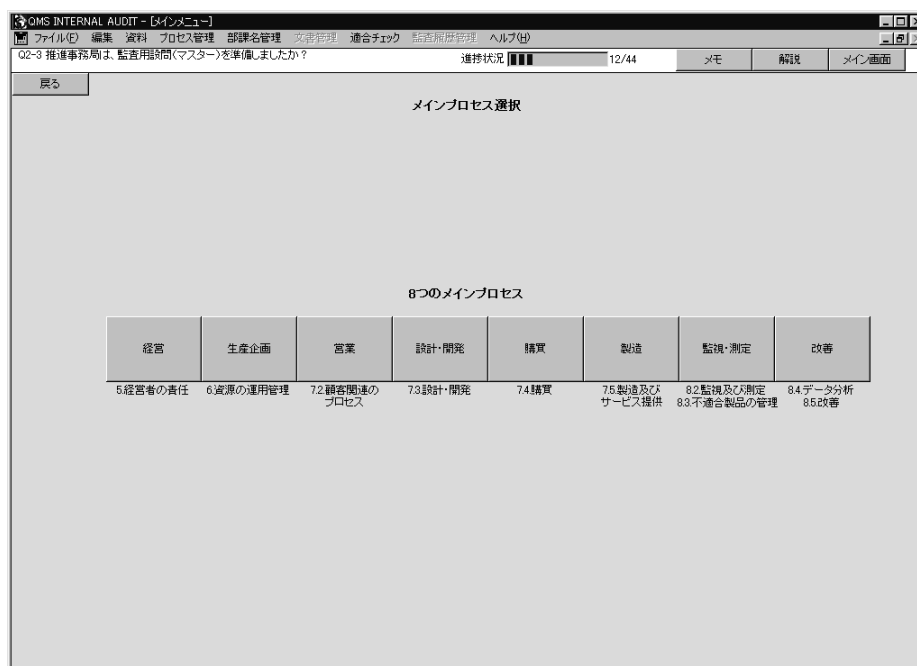 QMS INTERNAL AUDIT - [メインメニュー]
ファイル(F) 編集 資料 プロセス管理 部課名管理 文書管理 適合チェック 監査履歴管理 ヘルプ(H)
Q2-3 推進事務局は、監査用設問(マスター)を準備しましたか？ 進捗状況 12/44 メモ 解説 メイン画面
戻る
メインプロセス選択
8つのメインプロセス
経営 生産企画 営業 設計・開発 購買 製造 監視・測定 改善
5.経営者の責任 6.資源の運用管理 7.2顧客関連の 7.3設計・開発 7.4購買 7.5.製造及び 8.2監視及び測定 8.4.データ分析
プロセス サービス提供 8.3.不適合製品の管理 8.5改善